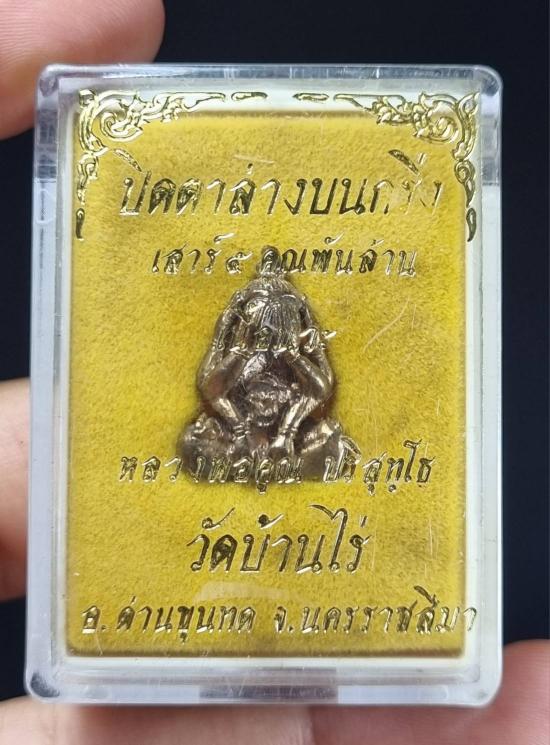 ปิดตาล่างบนกริ่ง
เสาร์ ๕ คูณพันล้าน
หลวงพ่อคูณ ปริสุทฺโธ
วัดบ้านไร่
อ.ด่านขุนทด จ.นครราชสีมา